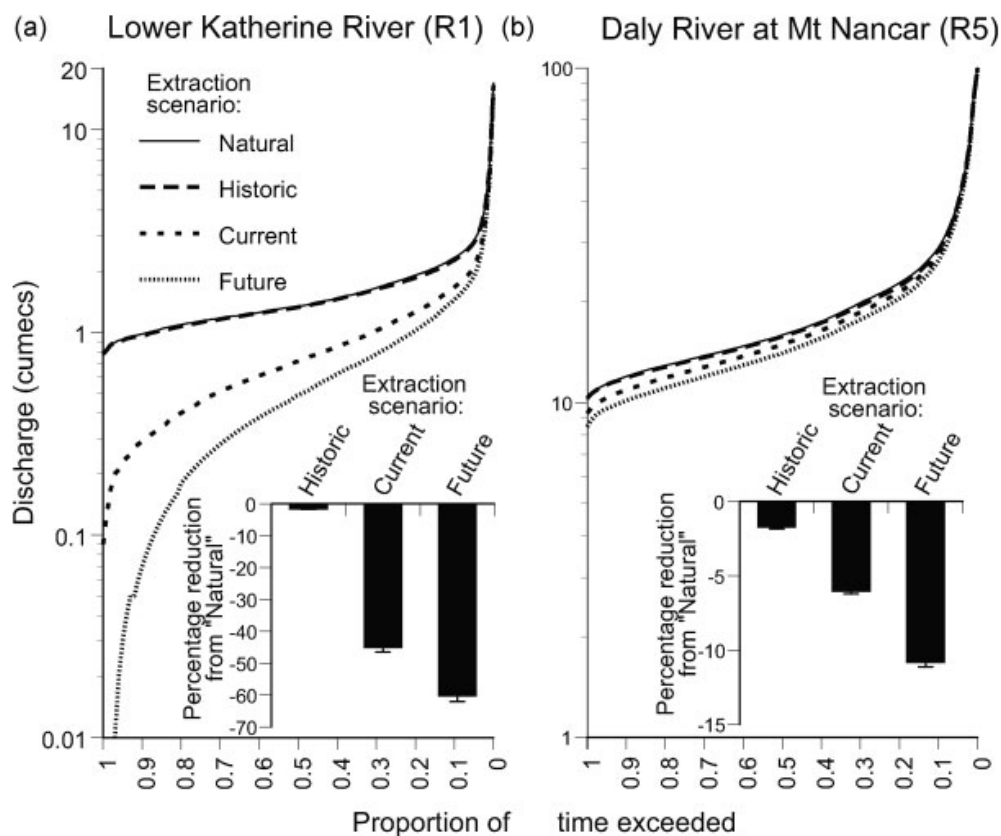 (a) Lower Katherine River (R1)
(b) Daly River at Mt Nancar (R5)
Discharge (cumecs)
20
10
1
0.1
0.01
Extraction
scenario:
Natural
Historic
Current
Future
Extraction
scenario:
Historic
Current
Future
Percentage reduction
from "Natural"
0
-10
-20
-30
-40
-50
-60
-70
1
0.9
0.8
0.7
0.6
0.5
0.4
0.3
0.2
0.1
0
100
10
1
Extraction
scenario:
Historic
Current
Future
Percentage reduction
from "Natural"
0
-5
-10
-15
1
0.9
0.8
0.7
0.6
0.5
0.4
0.3
0.2
0.1
0
Proportion of time exceeded